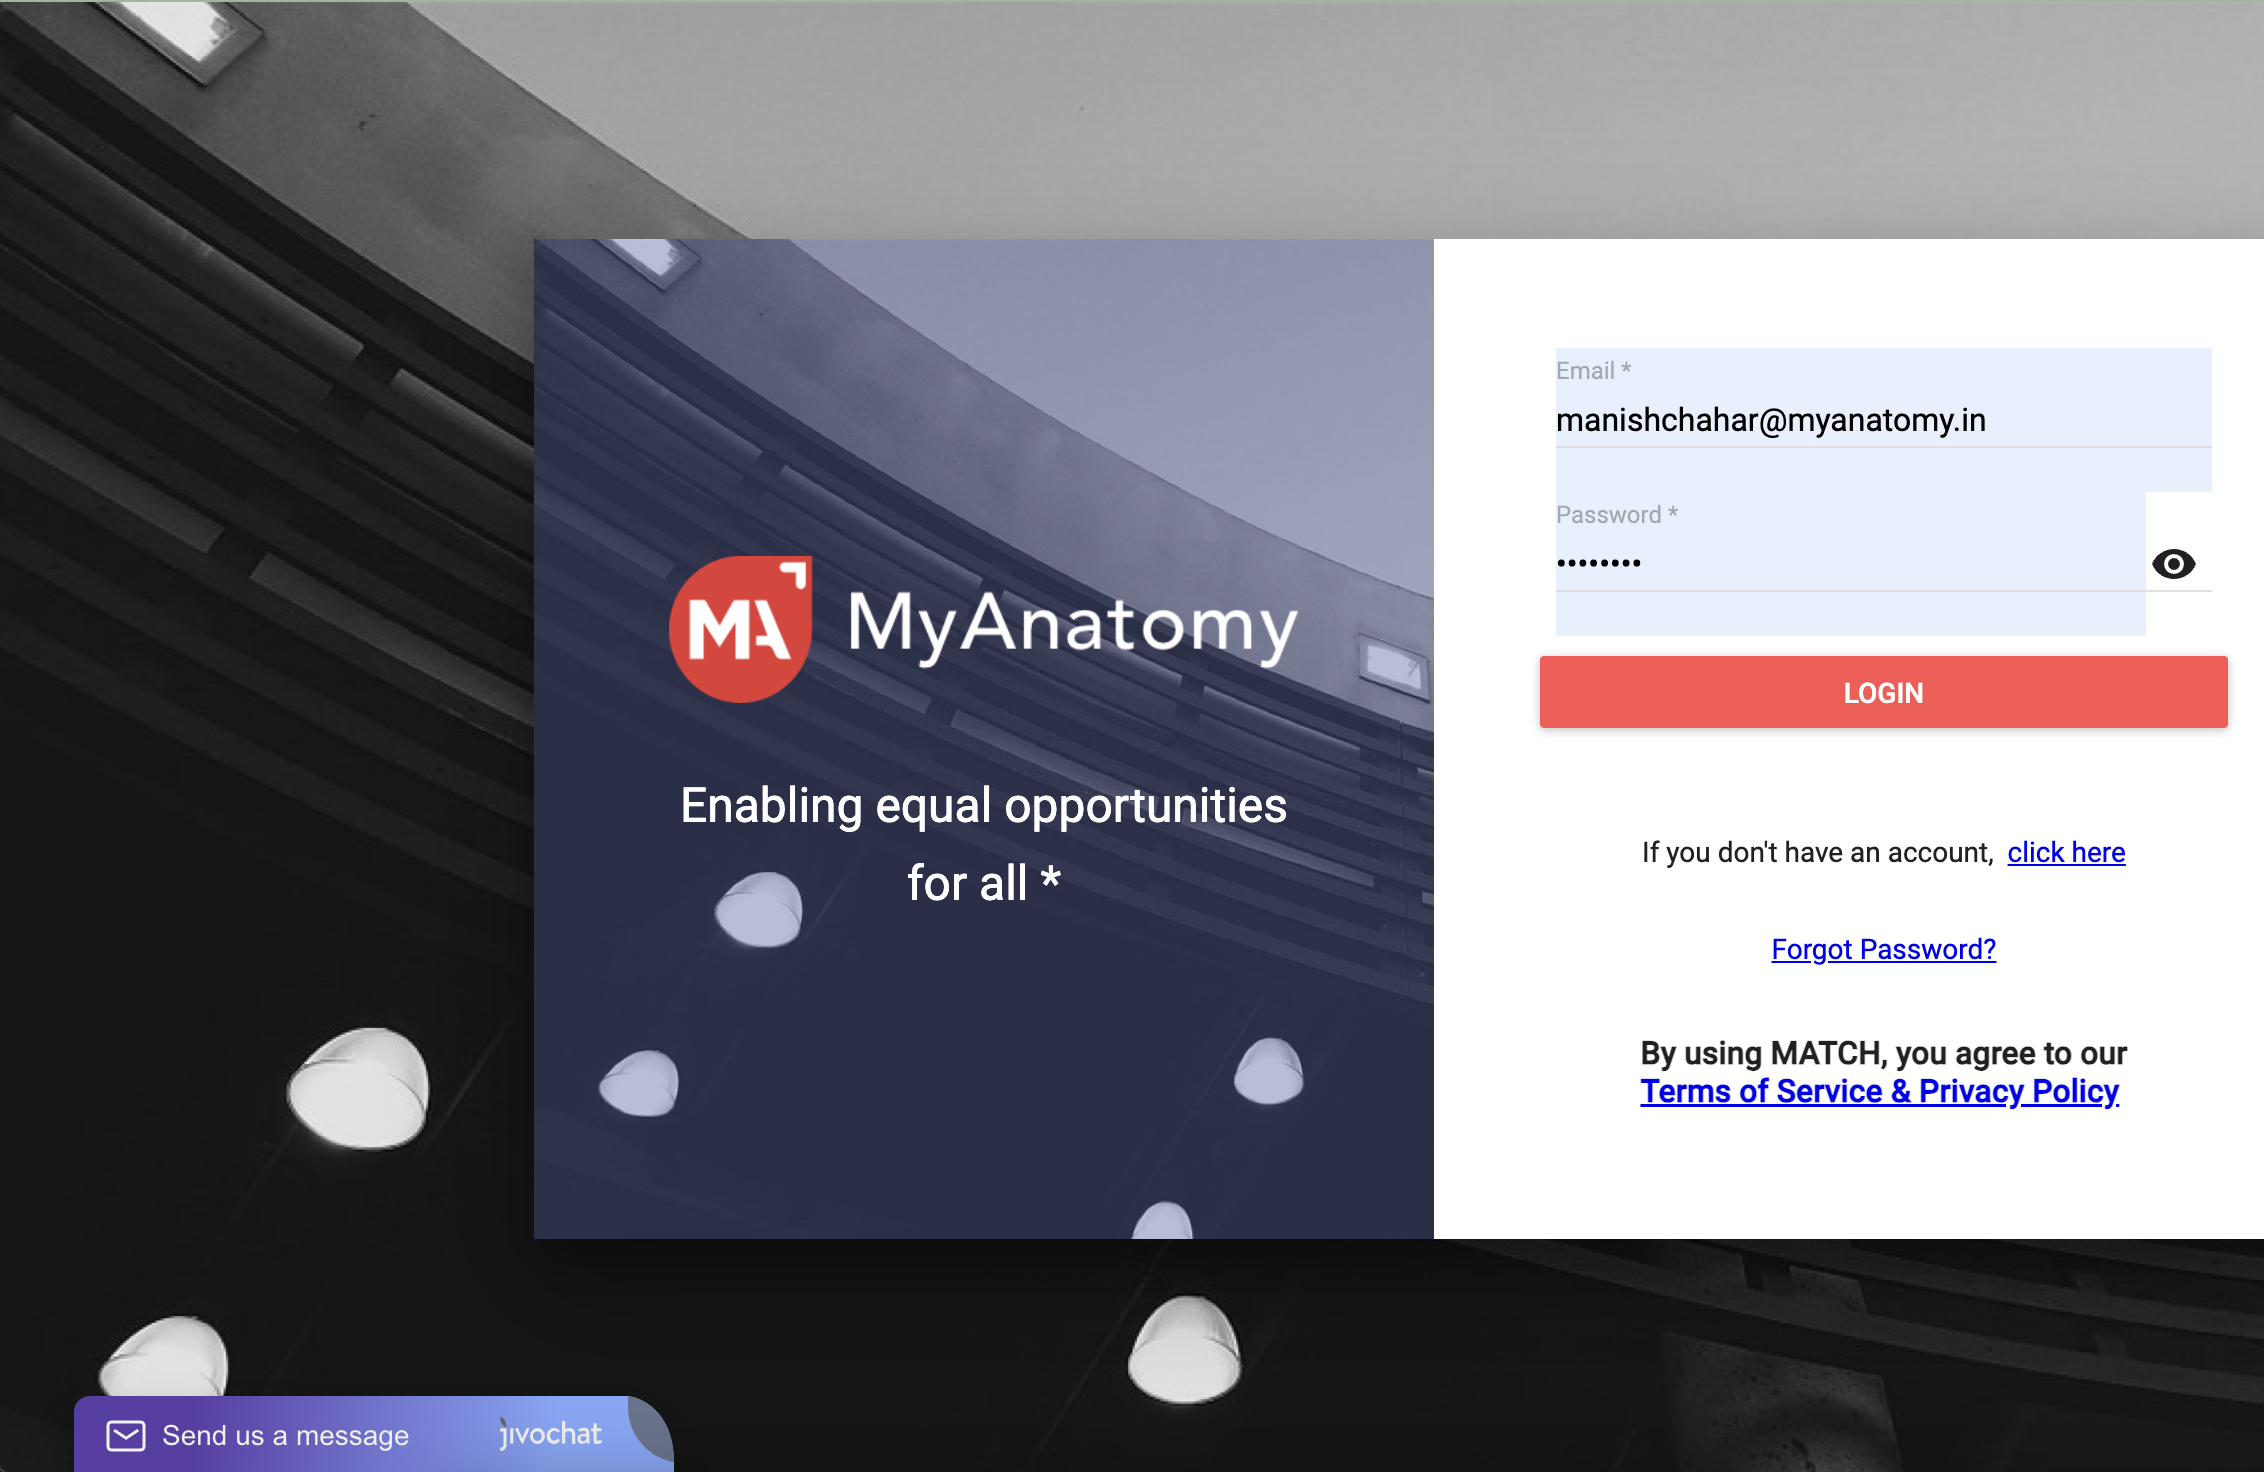 MA MyAnatomy
Enabling equal opportunities
for all *
Email *
manishchahar@myanatomy.in
Password *
••••••••
LOGIN
If you don't have an account, click here
Forgot Password?
By using MATCH, you agree to our
Terms of Service & Privacy Policy
Send us a message jivochat